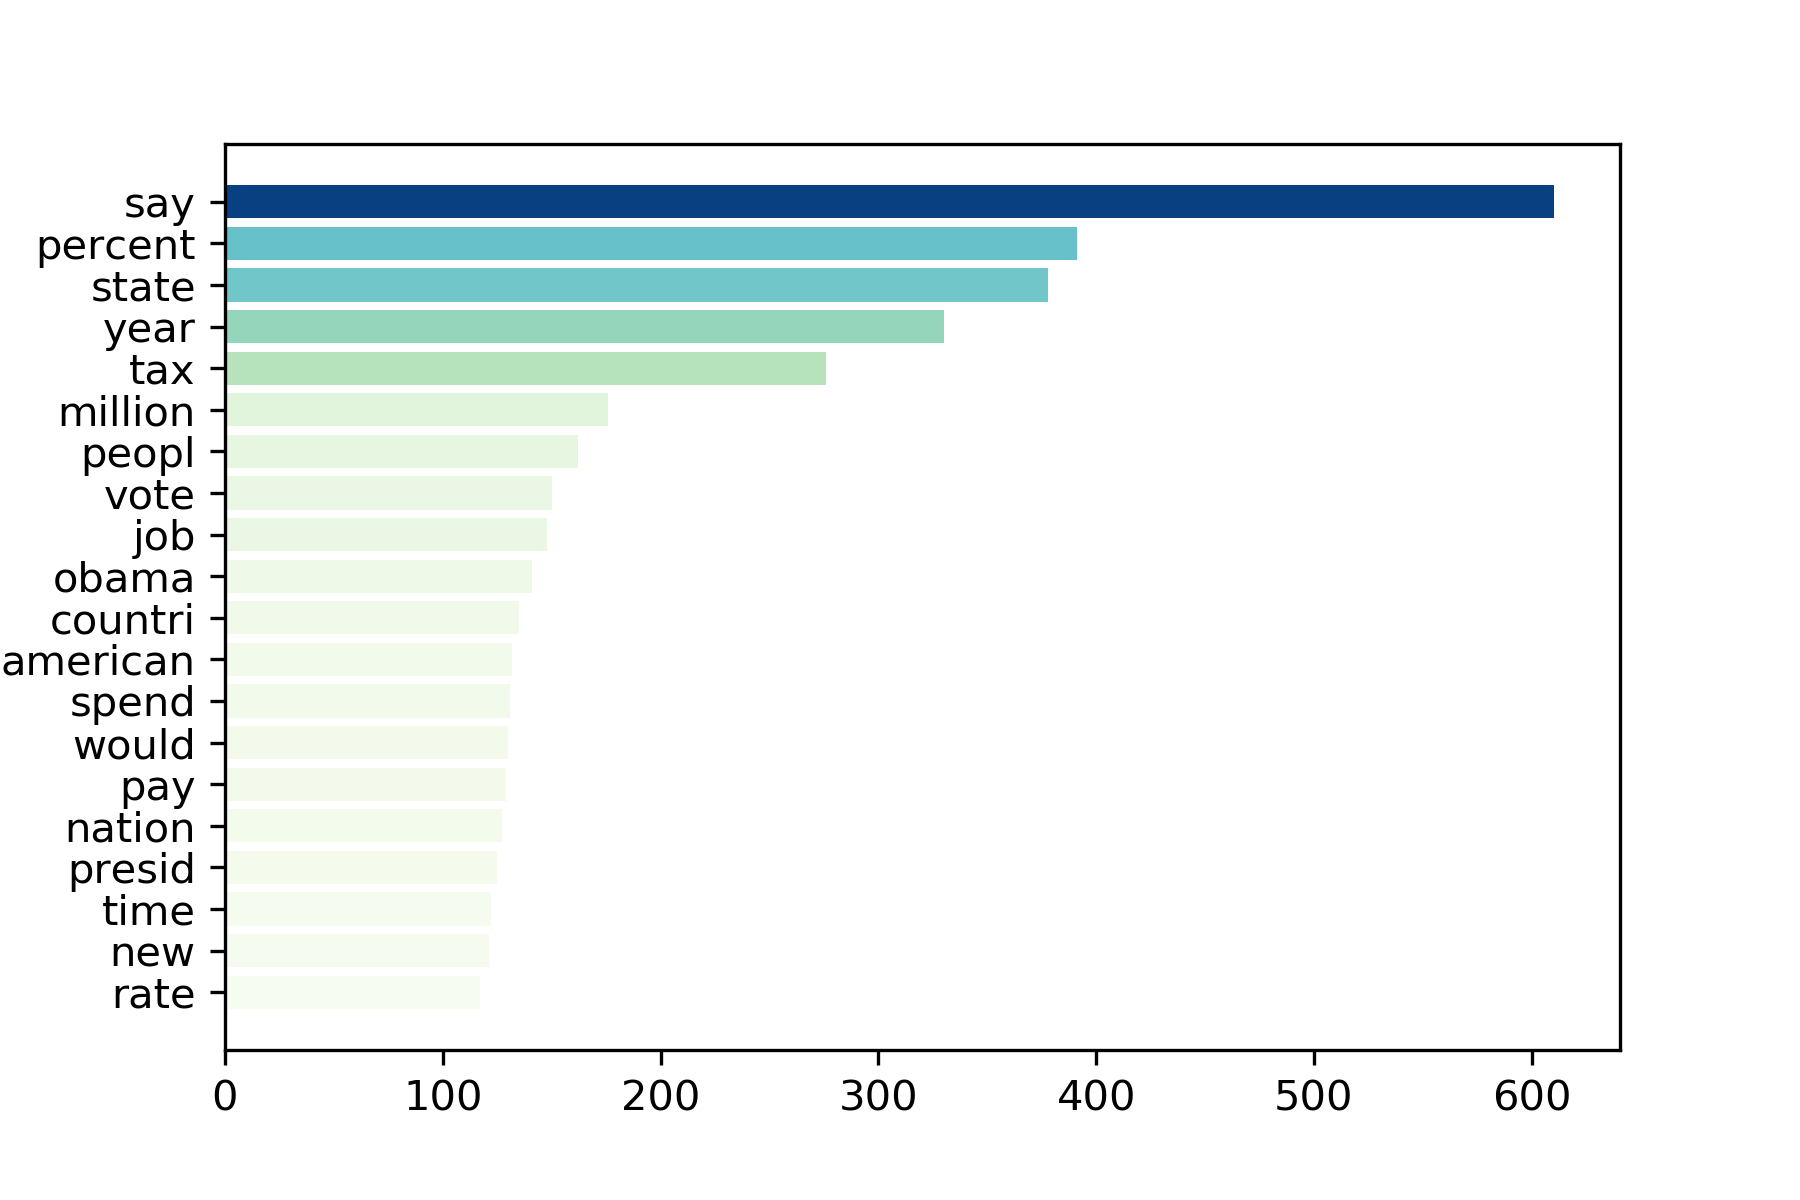 say
percent
state
year
tax
million
peopl
vote
job
obama
countri
american
spend
would
pay
nation
presid
time
new
rate
0 100 200 300 400 500 600